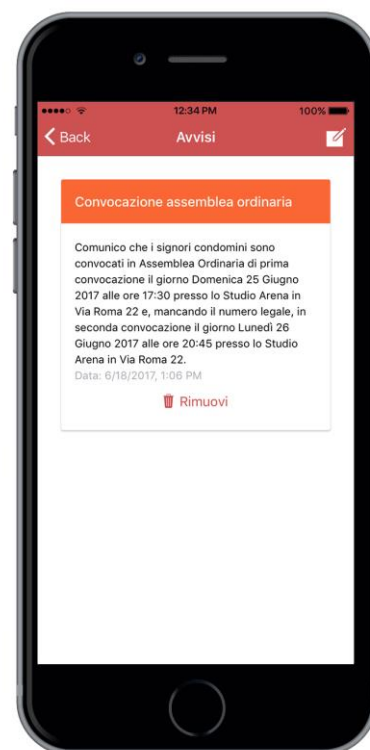 12:34 PM 100%
Back Avvisi
Convocazione assemblea ordinaria
Comunico che i signori condomini sono
convocati in Assemblea Ordinaria di prima
convocazione il giorno Domenica 25 Giugno
2017 alle ore 17:30 presso lo Studio Arena in
Via Roma 22 e, mancando il numero legale, in
seconda convocazione il giorno Lunedì 26
Giugno 2017 alle ore 20:45 presso lo Studio
Arena in Via Roma 22.
Data: 6/18/2017, 1:06 PM
Rimuovi